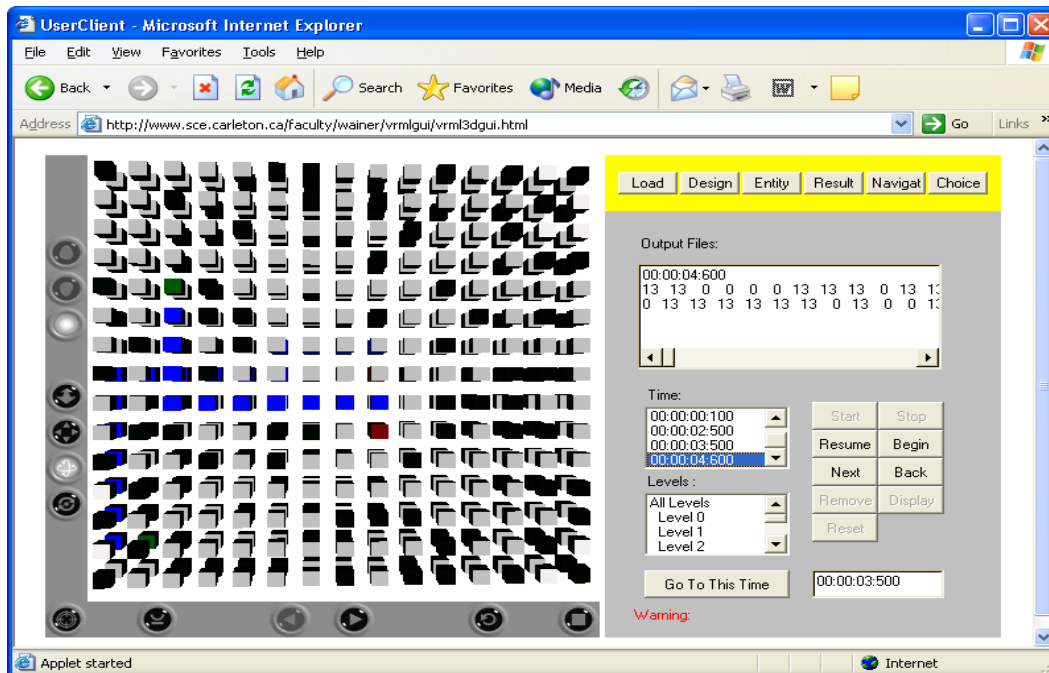 UserClient - Microsoft Internet Explorer
File Edit View Favorites Tools Help
Back Search Favorites Media
Address http://www.sce.carleton.ca/faculty/wainer/vrmlgui/vrml3dgui.html Go Links »
Load Design Entity Result Navigat Choice
Output Files:
00:00:04:600
13 13 0 0 0 0 13 13 13 0 13
0 13 13 13 13 13 13 0 13 0 0
Time:
00:00:00:100
00:00:02:500
00:00:03:500
00:00:04:600
Start Stop
Resume Begin
Next Back
Remove Display
Reset
Levels :
All Levels
Level 0
Level 1
Level 2
Go To This Time 00:00:03:500
Warning:
Applet started Internet